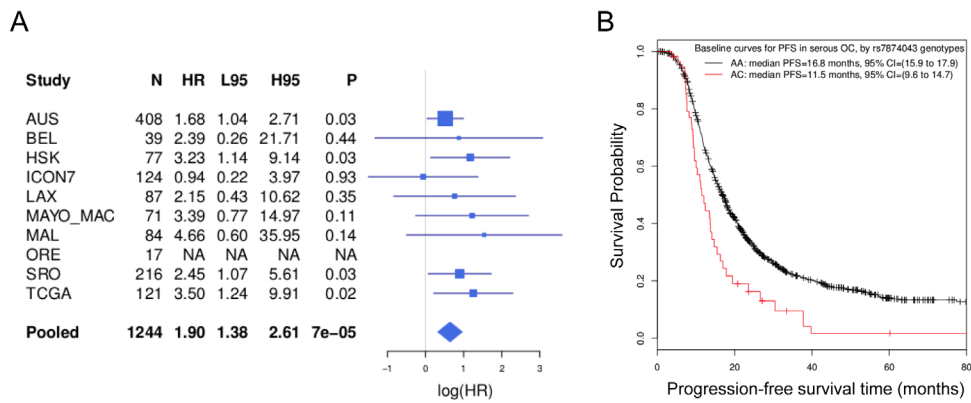 A
Study N HR L95 H95 P
AUS 408 1.68 1.04 2.71 0.03
BEL 39 2.39 0.26 21.71 0.44
HSK 77 3.23 1.14 9.14 0.03
ICON7 124 0.94 0.22 3.97 0.93
LAX 87 2.15 0.43 10.62 0.35
MAYO_MAC 71 3.39 0.77 14.97 0.11
MAL 84 4.66 0.60 35.95 0.14
ORE 17 NA NA NA NA
SRO 216 2.45 1.07 5.61 0.03
TCGA 121 3.50 1.24 9.91 0.02
Pooled 1244 1.90 1.38 2.61 7e−05
−1 0 1 2 3
log(HR)
B
Baseline curves for PFS in serous OC, by rs7874043 genotypes
AA: median PFS=16.8 months, 95% CI=(15.9 to 17.9)
AC: median PFS=11.5 months, 95% CI=(9.6 to 14.7)
Survival Probability
1.0
0.8
0.6
0.4
0.2
0.0
0 20 40 60 80
Progression-free survival time (months)